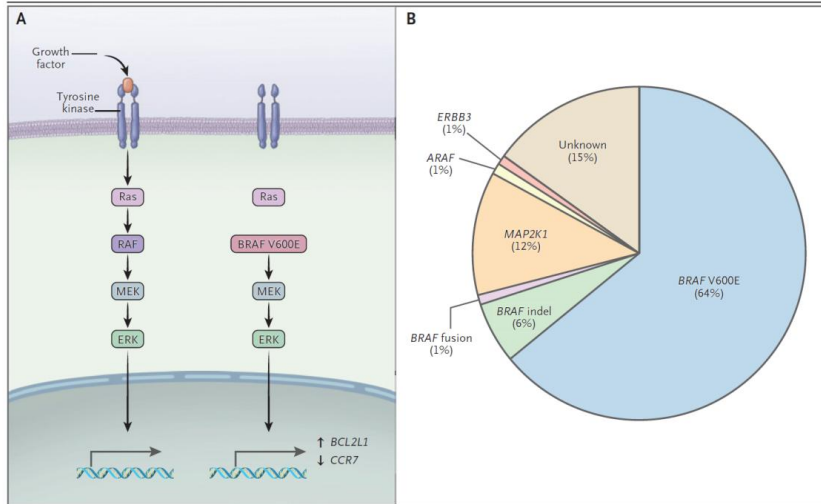 A
Growth
factor
Tyrosine
kinase
Ras
RAF
MEK
ERK
Ras
BRAF V600E
MEK
ERK
↑ BCL2L1
↓ CCR7
B
ERBB3
(1%)
ARAF
(1%)
Unknown
(15%)
MAP2K1
(12%)
BRAF V600E
(64%)
BRAF indel
(6%)
BRAF fusion
(1%)